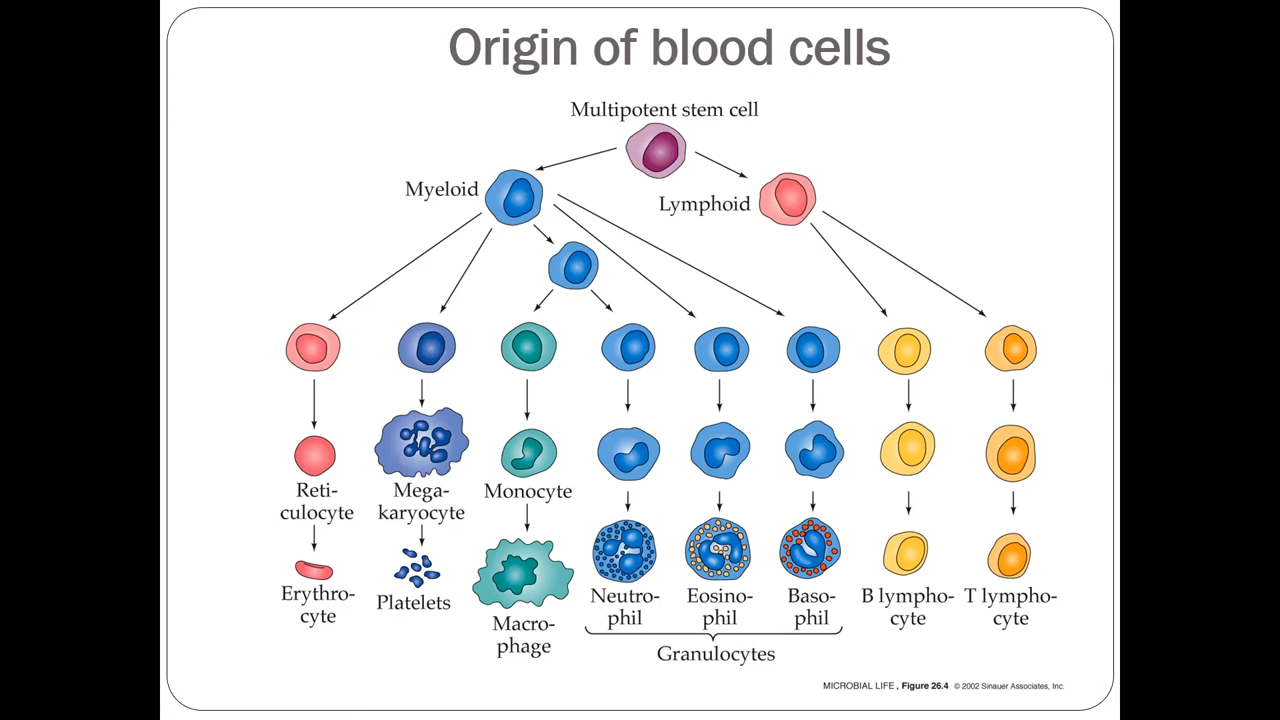 Origin of blood cells
Multipotent stem cell
Myeloid
Lymphoid
Reti-
culocyte
Mega-
karyocyte
Monocyte
Erythro-
cyte
Platelets
Macro-
phage
Neutro-
phil
Eosino-
phil
Baso-
phil
B lympho-
cyte
T lympho-
cyte
Granulocytes
MICROBIAL LIFE, Figure 26.4 © 2002 Sinauer Associates, Inc.